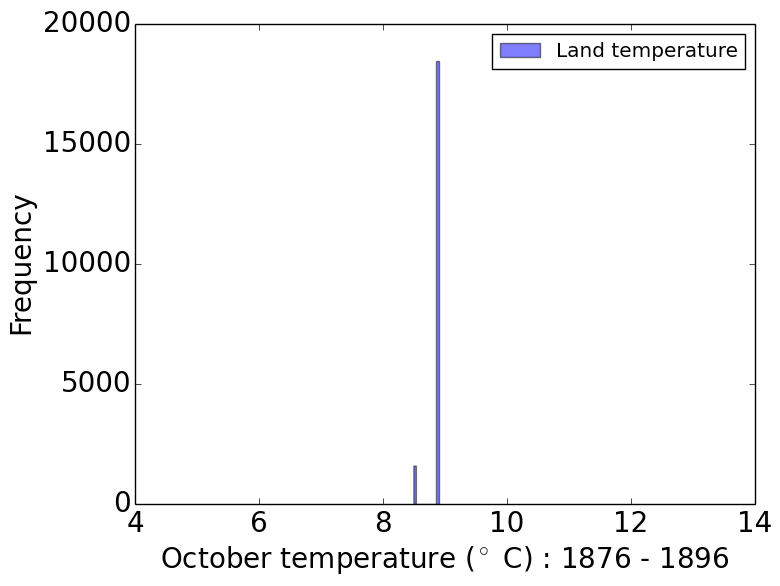 20000
Land temperature
15000
10000
5000
0
Frequency
4 6 8 10 12 14
October temperature (° C) : 1876 - 1896